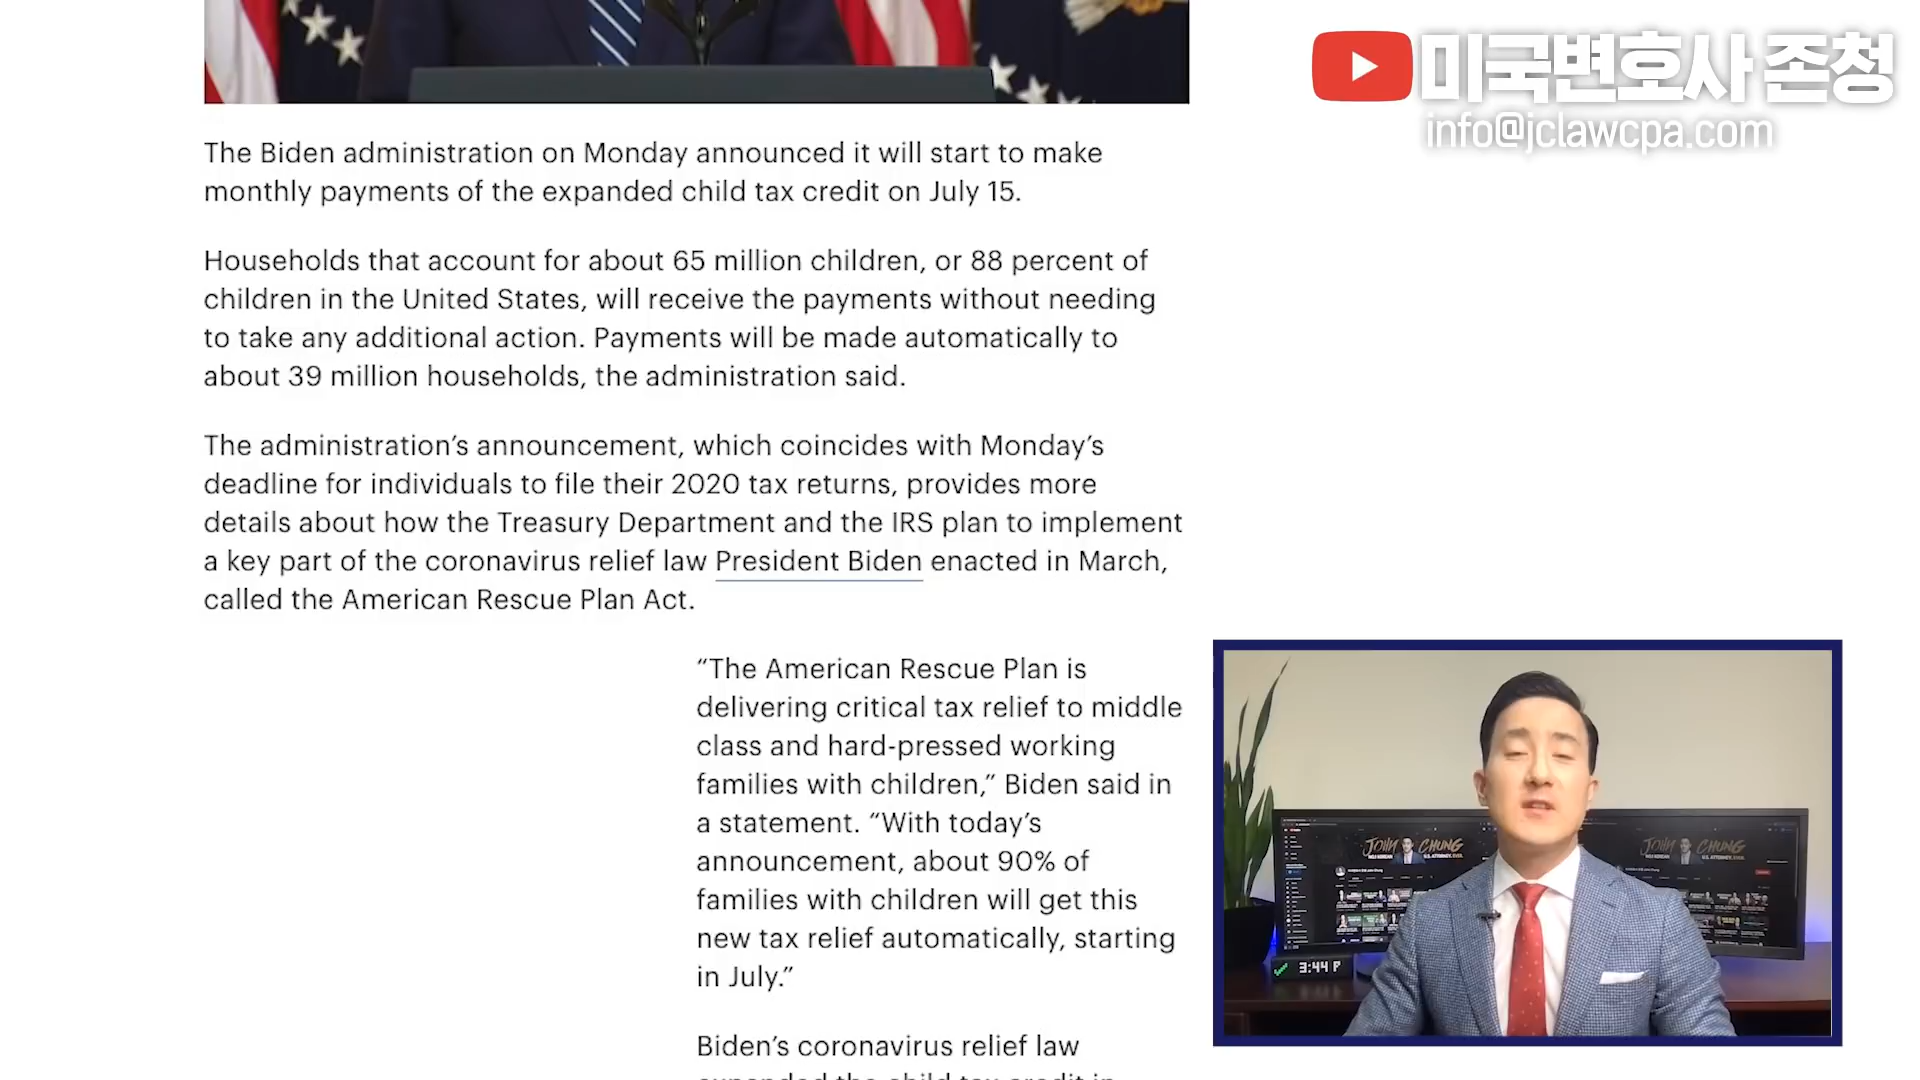 미국변호사 존청
info@jclawcpa.com
The Biden administration on Monday announced it will start to make
monthly payments of the expanded child tax credit on July 15.
Households that account for about 65 million children, or 88 percent of
children in the United States, will receive the payments without needing
to take any additional action. Payments will be made automatically to
about 39 million households, the administration said.
The administration’s announcement, which coincides with Monday’s
deadline for individuals to file their 2020 tax returns, provides more
details about how the Treasury Department and the IRS plan to implement
a key part of the coronavirus relief law President Biden enacted in March,
called the American Rescue Plan Act.
“The American Rescue Plan is
delivering critical tax relief to middle
class and hard-pressed working
families with children,” Biden said in
a statement. “With today’s
announcement, about 90% of
families with children will get this
new tax relief automatically, starting
in July.”
Biden’s coronavirus relief law
expanded the child tax credit in
JOHN CHUNG
JOHN CHUNG
3:44 P